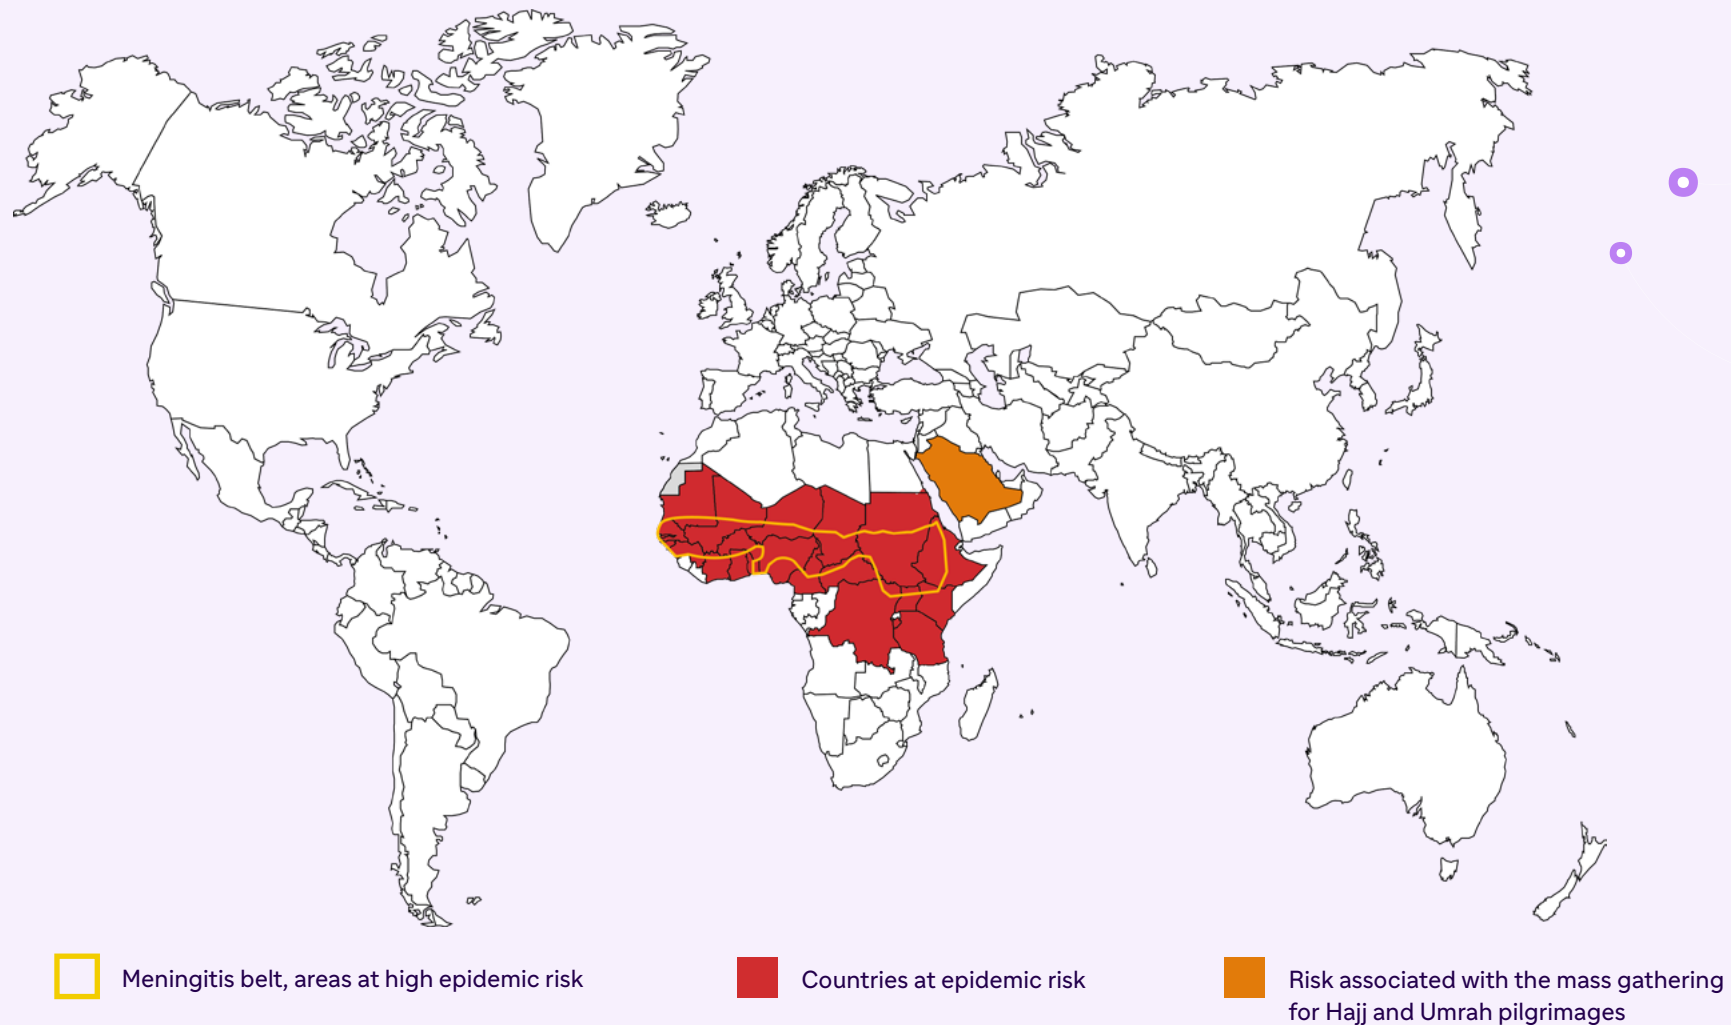 Meningitis belt, areas at high epidemic risk
Countries at epidemic risk
Risk associated with the mass gathering
for Hajj and Umrah pilgrimages